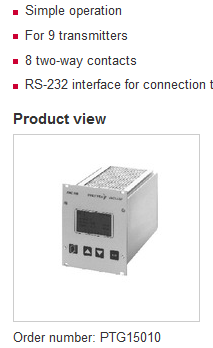 Simple operation
For 9 transmitters
8 two-way contacts
RS-232 interface for connection t
Product view
Order number: PTG15010